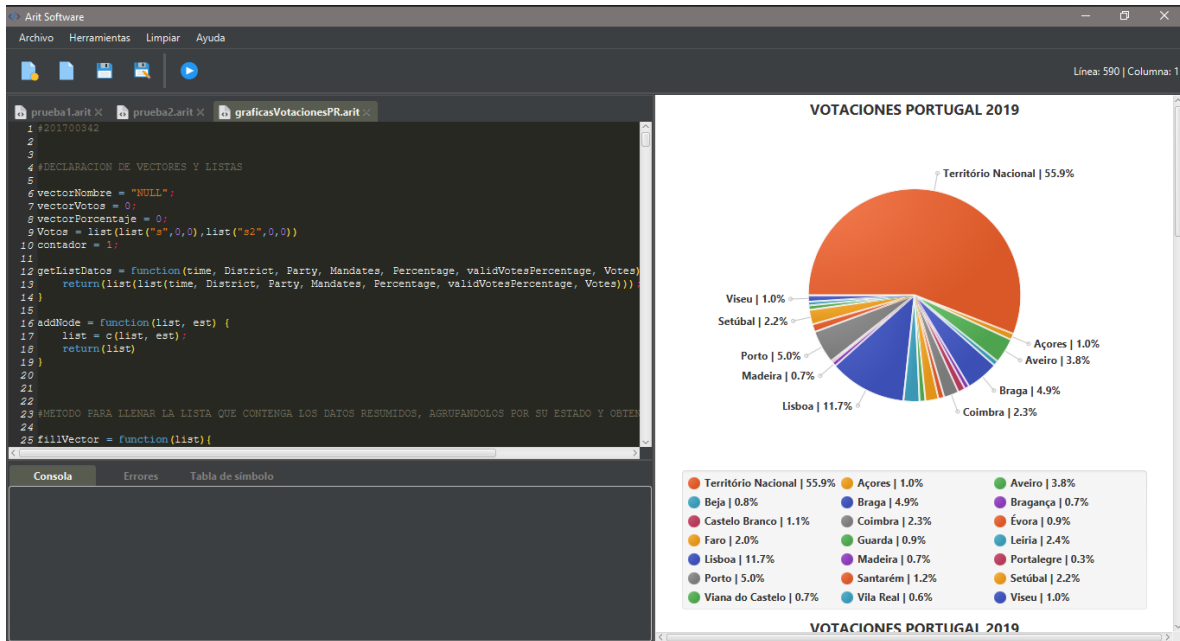 Arit Software
Archivo Herramientas Limpiar Ayuda
Línea: 590 | Columna: 1
prueba1.arit prueba2.arit graficasVotacionesPR.arit
1 #201700342
2
3
4 #DECLARACION DE VECTORES Y LISTAS
5
6 vectorNombre = "NULL";
7 vectorVotos = 0;
8 vectorPorcentaje = 0;
9 Votos = list(list("s",0,0),list("s2",0,0))
10 contador = 1;
11
12 getListDatos = function(time, District, Party, Mandates, Percentage, validVotesPercentage, Votes)
13 return(list(list(time, District, Party, Mandates, Percentage, validVotesPercentage, Votes)));
14 }
15
16 addNode = function(list, est) {
17 list = c(list, est);
18 return(list)
19 }
20
21
22
23 #METODO PARA LLENAR LA LISTA QUE CONTENGA LOS DATOS RESUMIDOS, AGRUPANDOLOS POR SU ESTADO Y OBTEN
24
25 fillVector = function(list){
Consola Errores Tabla de símbolo
VOTACIONES PORTUGAL 2019
Território Nacional | 55.9%
Viseu | 1.0%
Setúbal | 2.2%
Porto | 5.0%
Madeira | 0.7%
Lisboa | 11.7%
Açores | 1.0%
Aveiro | 3.8%
Braga | 4.9%
Coimbra | 2.3%
Território Nacional | 55.9% Açores | 1.0% Aveiro | 3.8%
Beja | 0.8% Braga | 4.9% Bragança | 0.7%
Castelo Branco | 1.1% Coimbra | 2.3% Évora | 0.9%
Faro | 2.0% Guarda | 0.9% Leiria | 2.4%
Lisboa | 11.7% Madeira | 0.7% Portalegre | 0.3%
Porto | 5.0% Santarém | 1.2% Setúbal | 2.2%
Viana do Castelo | 0.7% Vila Real | 0.6% Viseu | 1.0%
VOTACIONES PORTUGAL 2019